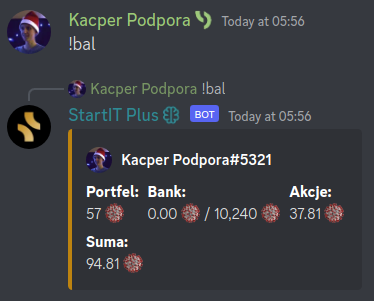 Kacper Podpora Today at 05:56
!bal
Kacper Podpora !bal
StartIT Plus BOT Today at 05:56
Kacper Podpora#5321
Portfel: Bank: Akcje:
57 0.00 / 10,240 37.81
Suma:
94.81